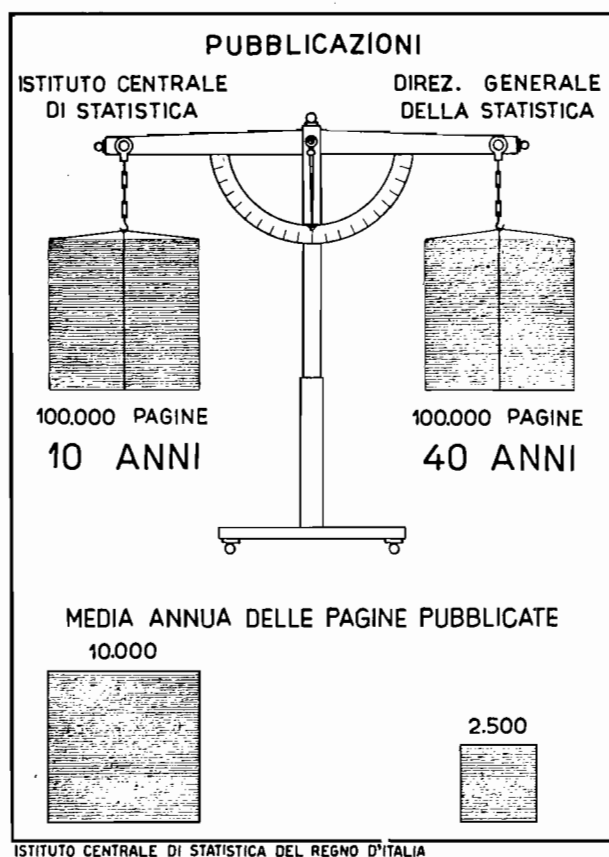 PUBBLICAZIONI
ISTITUTO CENTRALE
DI STATISTICA
DIREZ. GENERALE
DELLA STATISTICA
100.000 PAGINE
10 ANNI
100.000 PAGINE
40 ANNI
MEDIA ANNUA DELLE PAGINE PUBBLICATE
10.000
2.500
ISTITUTO CENTRALE DI STATISTICA DEL REGNO D'ITALIA